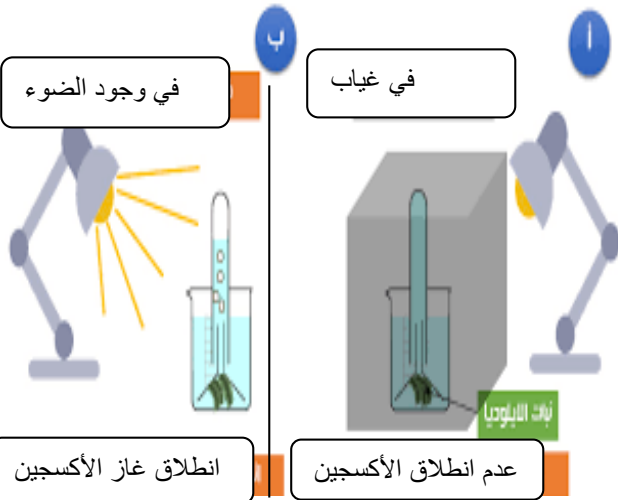 أ
ب
في غياب
في وجود الضوء
نبات الايلوديا
عدم انطلاق الأكسجين
انطلاق غاز الأكسجين